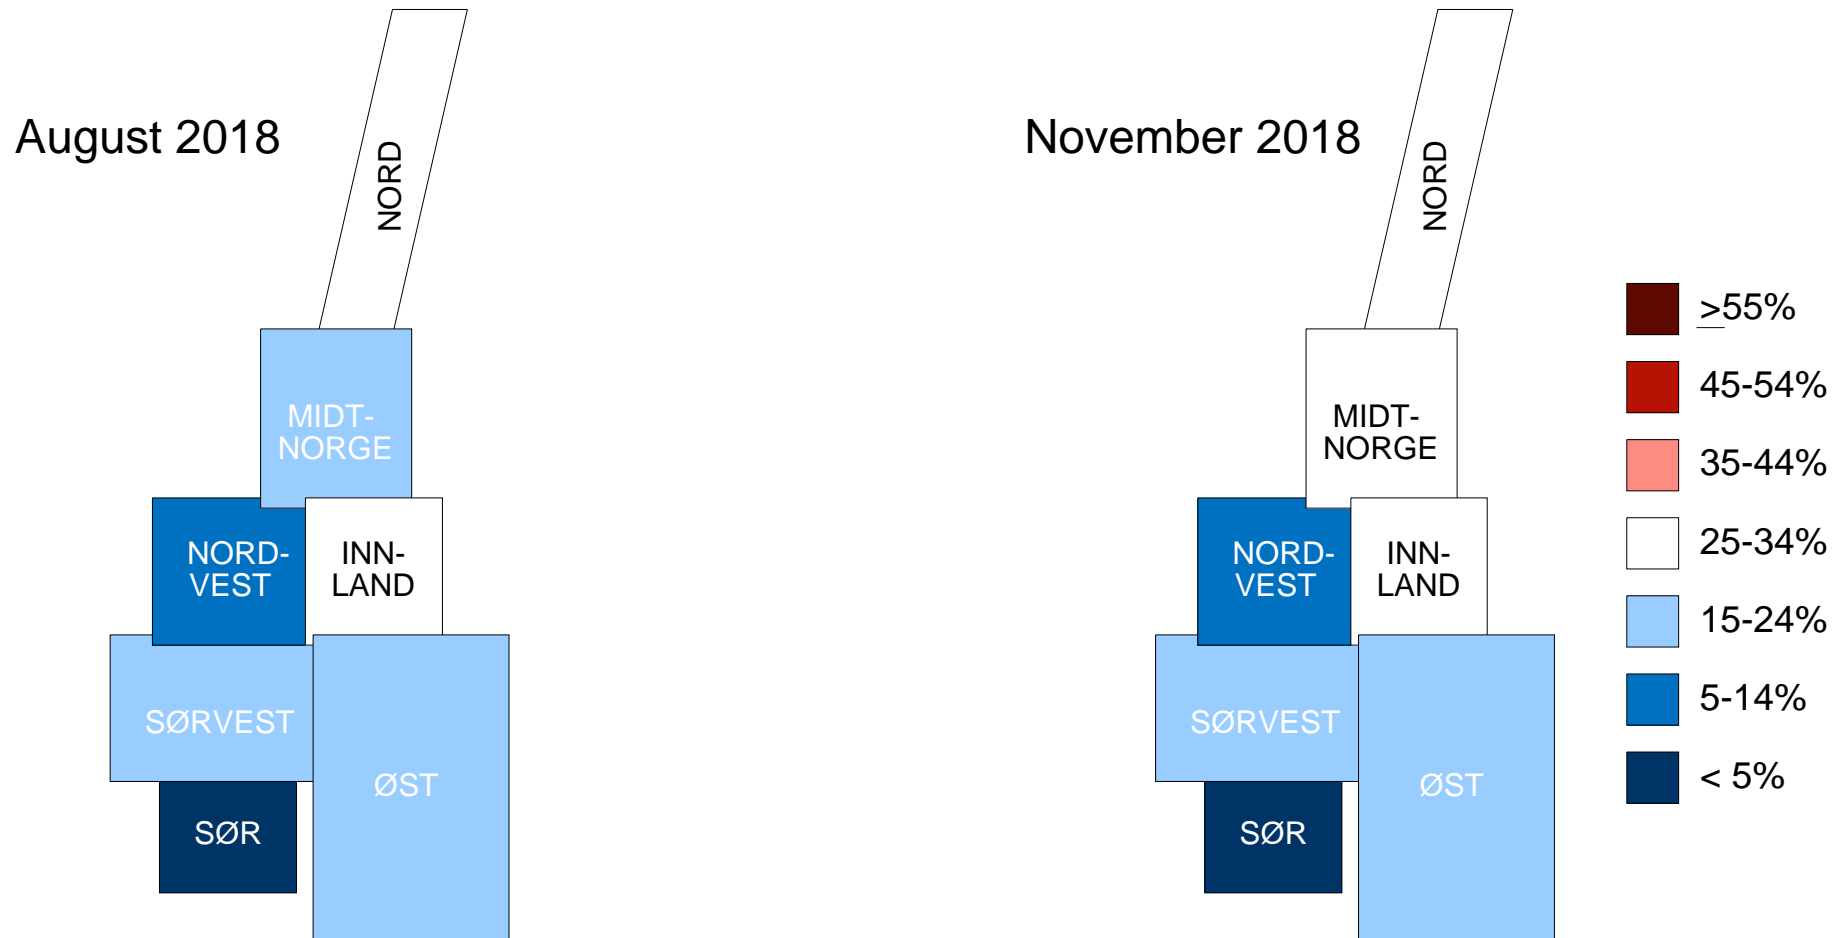 August 2018
NORD
MIDT-
NORGE
NORD-
VEST
INN-
LAND
SØRVEST
ØST
SØR
November 2018
NORD
MIDT-
NORGE
NORD-
VEST
INN-
LAND
SØRVEST
ØST
SØR
>55%
45-54%
35-44%
25-34%
15-24%
5-14%
< 5%